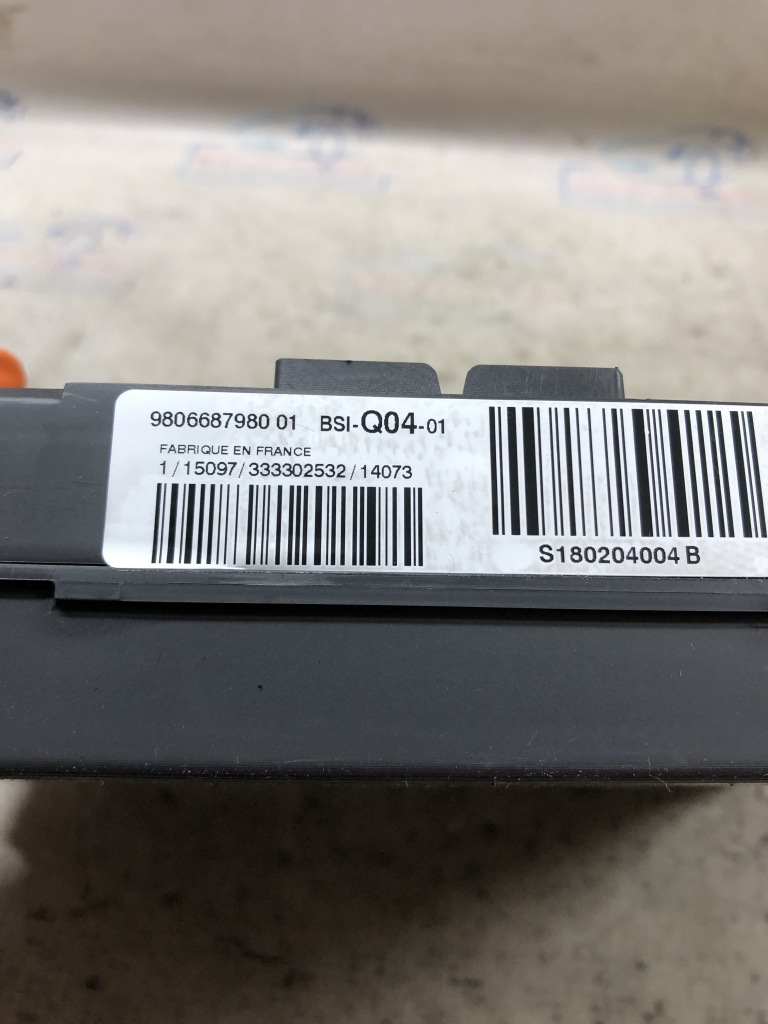 9806687980 01 BSI-Q04-01
FABRIQUE EN FRANCE
1/15097/333302532/14073
S180204004 B